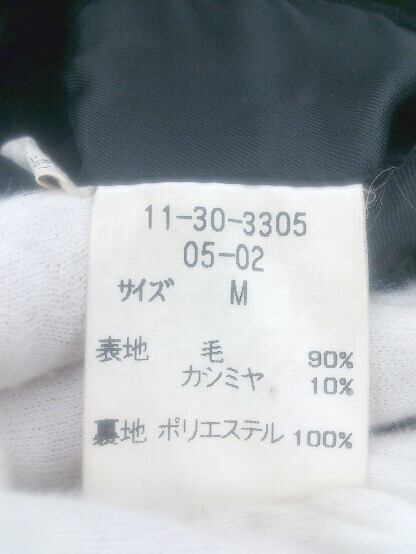 11-30-3305
05-02
サイズ M
表地 毛 90%
カシミヤ 10%
裏地 ポリエステル 100%